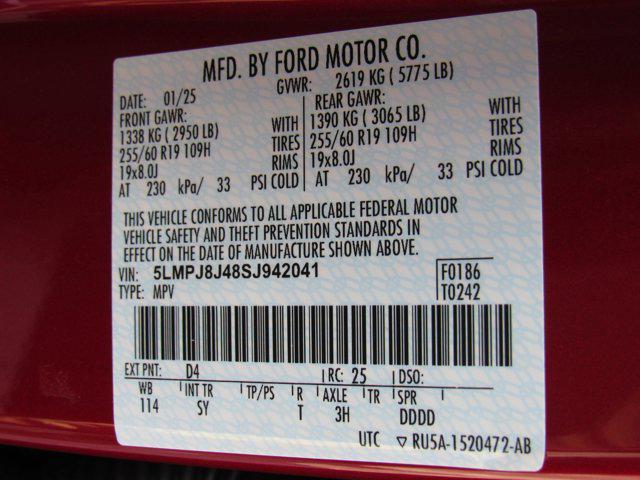 MFD. BY FORD MOTOR CO.
DATE: 01/25 GVWR: 2619 KG ( 5775 LB)
FRONT GAWR: REAR GAWR:
1338 KG ( 2950 LB) WITH 1390 KG ( 3065 LB) WITH
255/60 R19 109H TIRES 255/60 R19 109H TIRES
19x8.0J RIMS 19x8.0J RIMS
AT 230 kPa/ 33 PSI COLD AT 230 kPa/ 33 PSI COLD
THIS VEHICLE CONFORMS TO ALL APPLICABLE FEDERAL MOTOR
VEHICLE SAFETY AND THEFT PREVENTION STANDARDS IN
EFFECT ON THE DATE OF MANUFACTURE SHOWN ABOVE.
VIN: 5LMPJ8J48SJ942041 F0186
TYPE: MPV T0242
EXT PNT: D4 RC: 25 DSO:
WB INT TR TP/PS R AXLE TR SPR
114 SY T 3H DDDD
UTC ▽ RU5A-1520472-AB